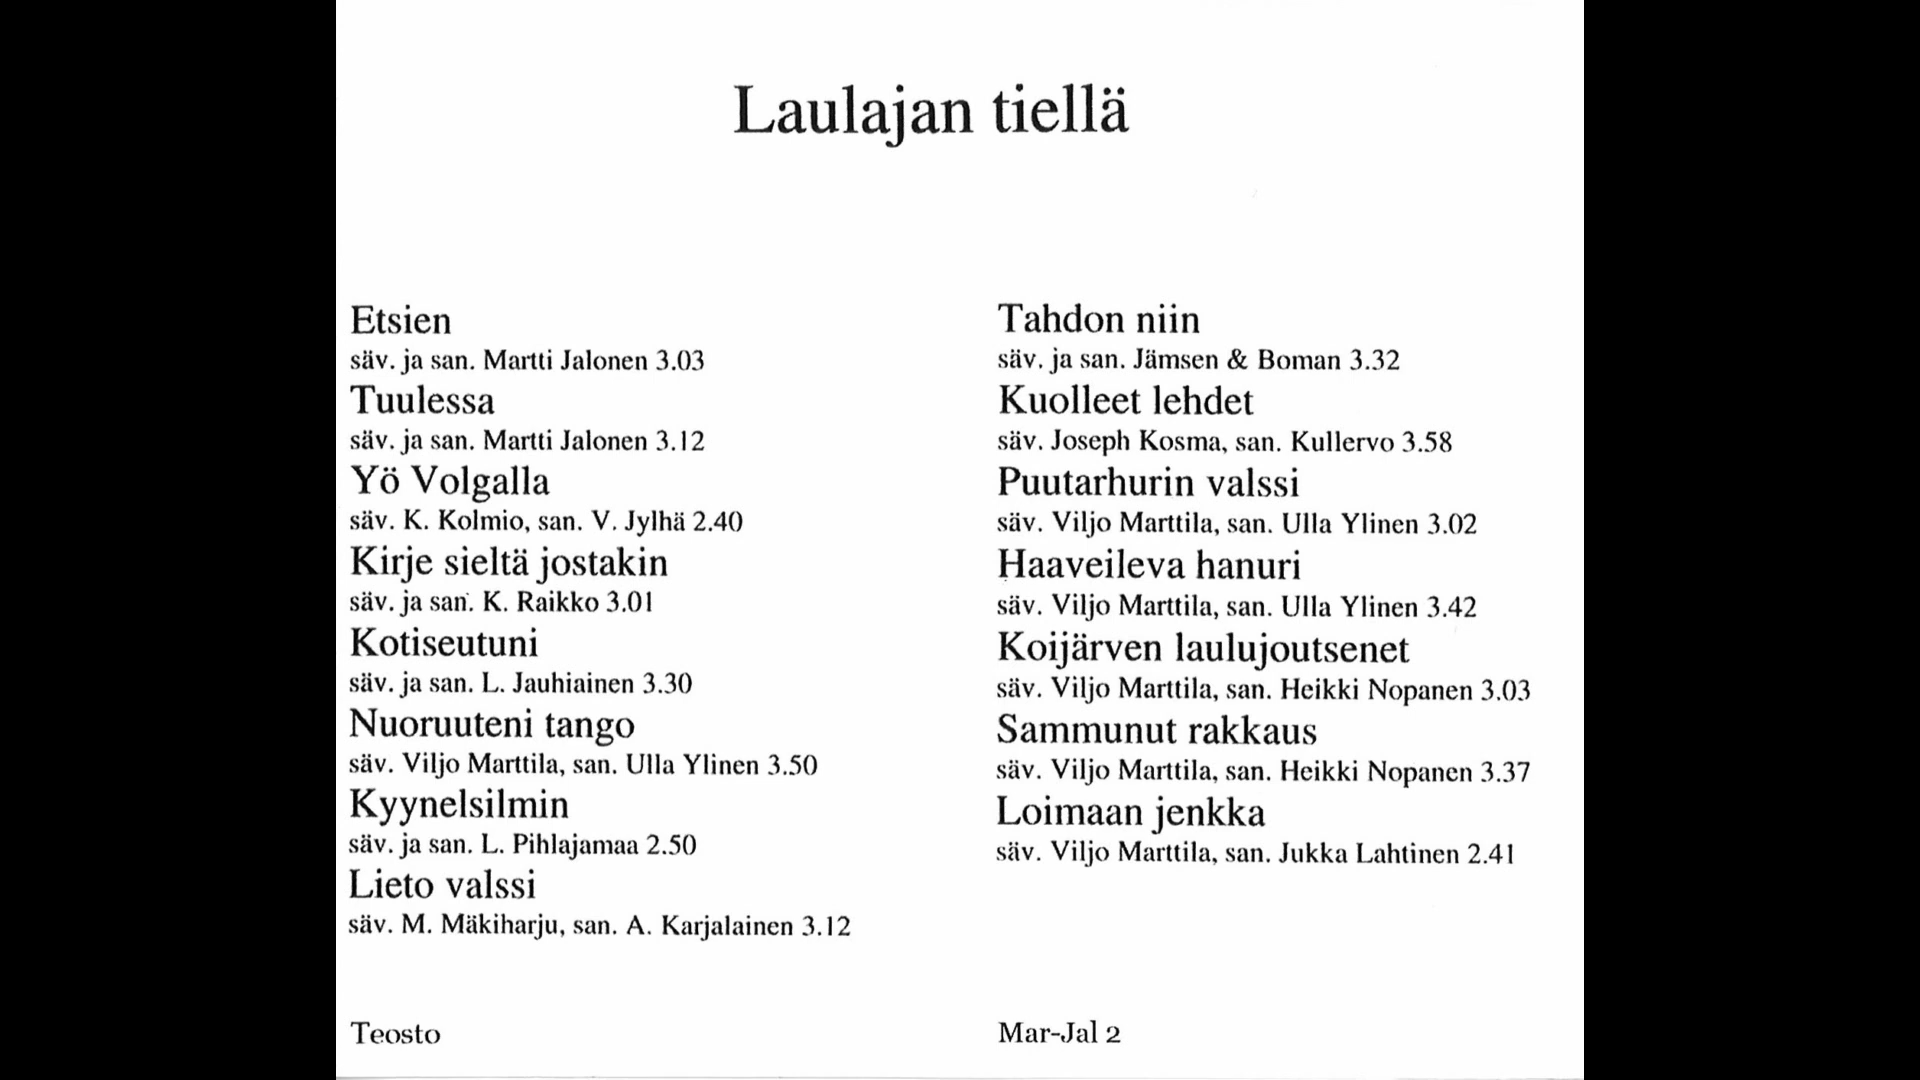 Laulajan tiellä
Etsien
säv. ja san. Martti Jalonen 3.03
Tuulessa
säv. ja san. Martti Jalonen 3.12
Yö Volgalla
säv. K. Kolmio, san. V. Jylhä 2.40
Kirje sieltä jostakin
säv. ja san. K. Raikko 3.01
Kotiseutuni
säv. ja san. L. Jauhiainen 3.30
Nuoruuteni tango
säv. Viljo Marttila, san. Ulla Ylinen 3.50
Kyynelsilmin
säv. ja san. L. Pihlajamaa 2.50
Lieto valssi
säv. M. Mäkiharju, san. A. Karjalainen 3.12
Teosto
Tahdon niin
säv. ja san. Jämsen & Boman 3.32
Kuolleet lehdet
säv. Joseph Kosma, san. Kullervo 3.58
Puutarhurin valssi
säv. Viljo Marttila, san. Ulla Ylinen 3.02
Haaveileva hanuri
säv. Viljo Marttila, san. Ulla Ylinen 3.42
Koijärven laulujoutsenet
säv. Viljo Marttila, san. Heikki Nopanen 3.03
Sammunut rakkaus
säv. Viljo Marttila, san. Heikki Nopanen 3.37
Loimaan jenkka
säv. Viljo Marttila, san. Jukka Lahtinen 2.41
Mar-Jal 2